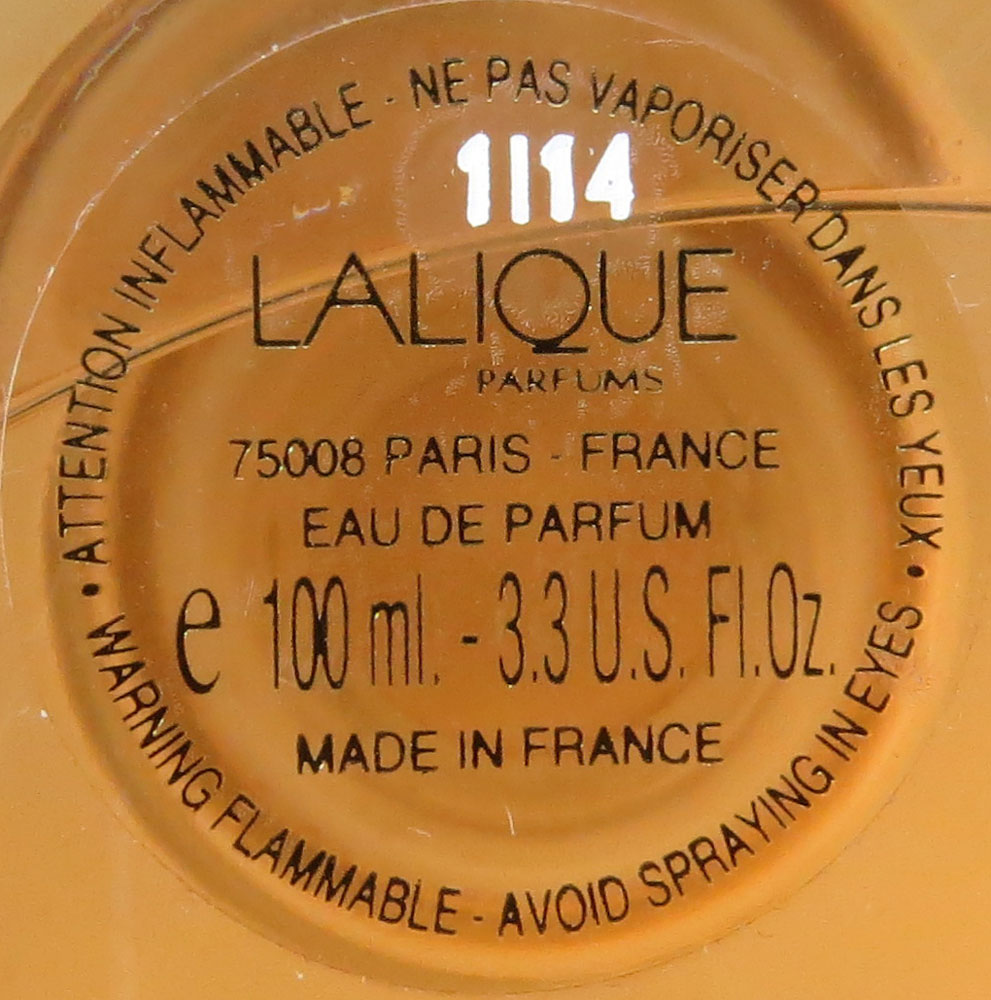 • ATTENTION INFLAMMABLE - NE PAS VAPORISER DANS LES YEUX
1114
LALIQUE
PARFUMS
75008 PARIS - FRANCE
EAU DE PARFUM
e 100 ml. - 3.3 U.S. Fl.Oz.
MADE IN FRANCE
• WARNING FLAMMABLE - AVOID SPRAYING IN EYES